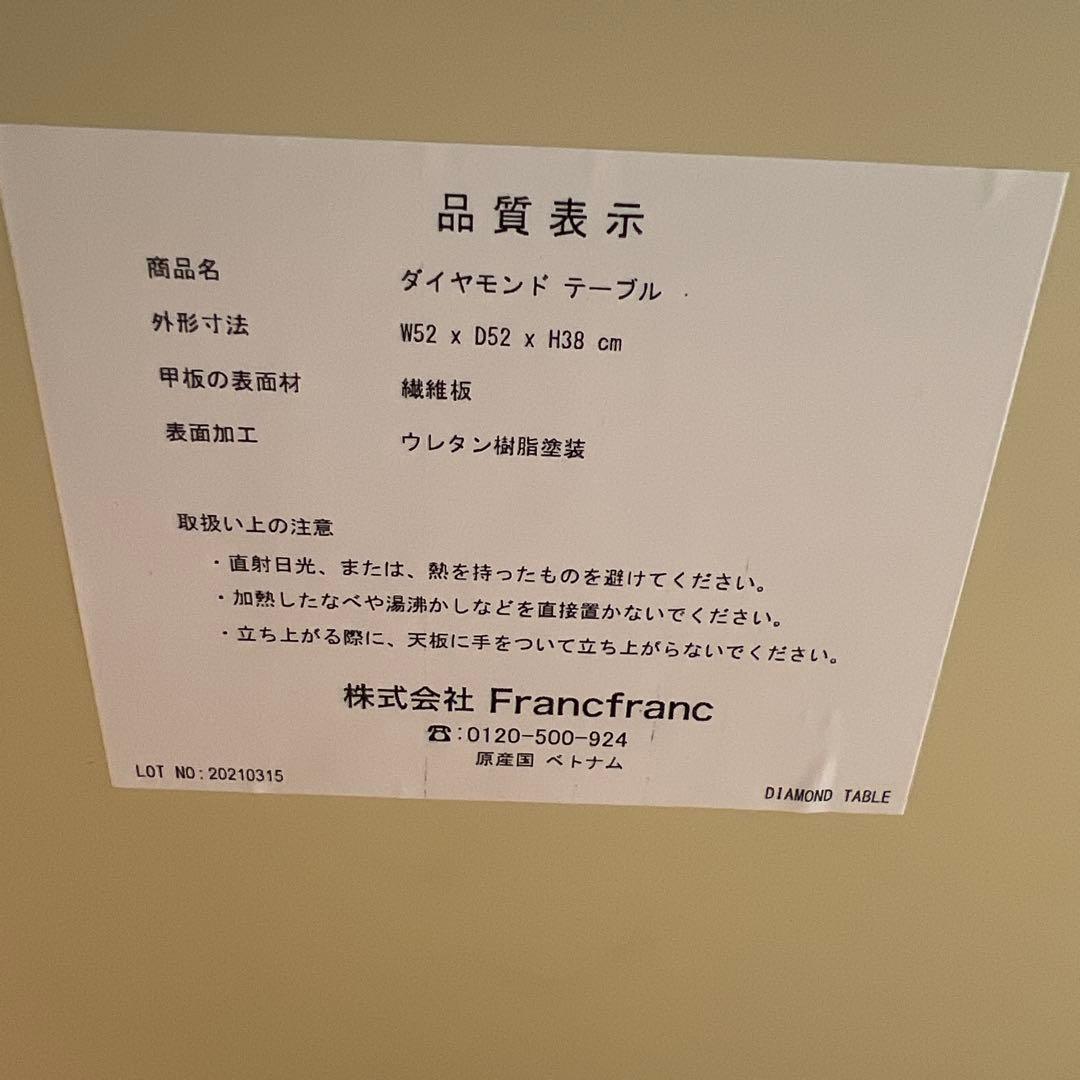 品質表示
商品名 ダイヤモンド テーブル
外形寸法 W52 x D52 x H38 cm
甲板の表面材 繊維板
表面加工 ウレタン樹脂塗装
取扱い上の注意
・直射日光、または、熱を持ったものを避けてください。
・加熱したなべや湯沸かしなどを直接置かないでください。
・立ち上がる際に、天板に手をついて立ち上がらないでください。
株式会社 Francfranc
☎:0120-500-924
原産国 ベトナム
LOT NO:20210315
DIAMOND TABLE